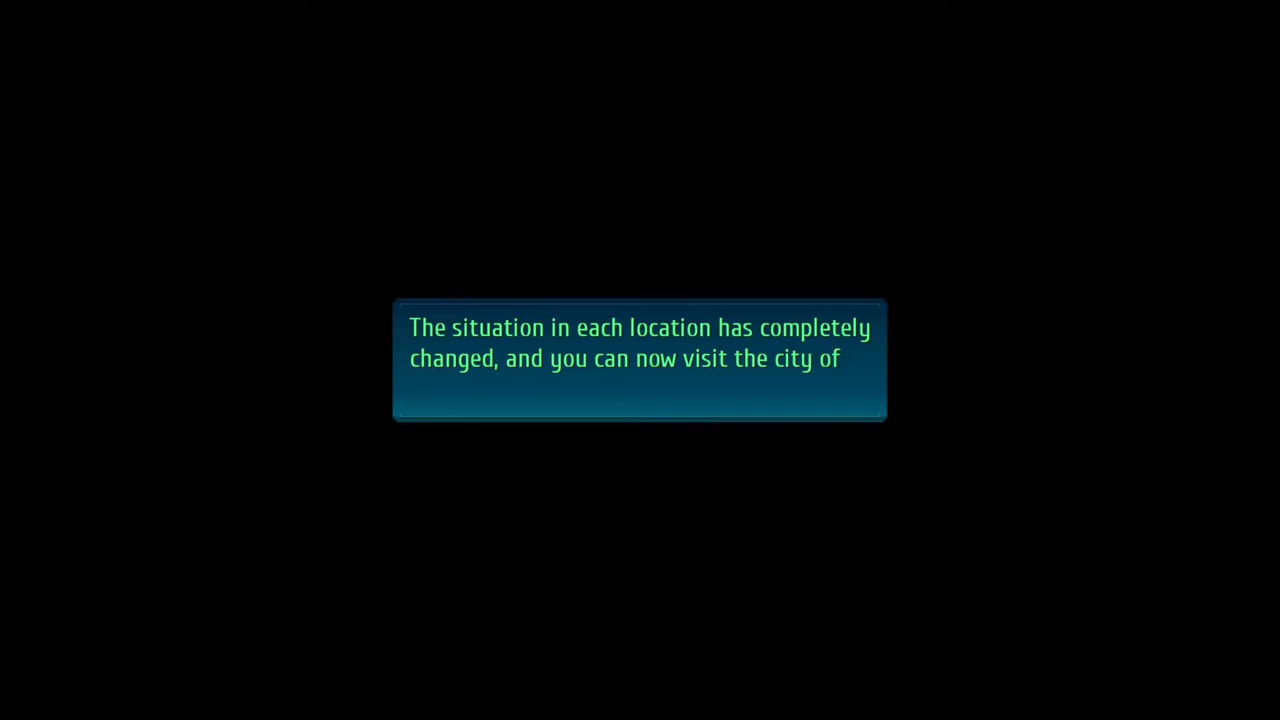 The situation in each location has completely
changed, and you can now visit the city of